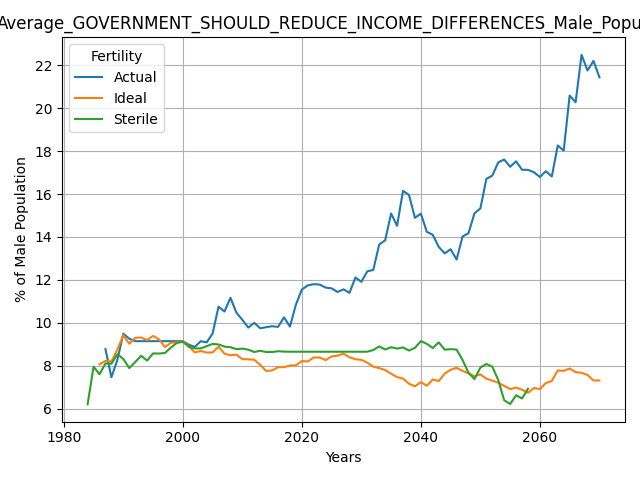 Average_GOVERNMENT_SHOULD_REDUCE_INCOME_DIFFERENCES_Male_Popu
Fertility
Actual
Ideal
Sterile
% of Male Population
22
20
18
16
14
12
10
8
6
1980
2000
2020
2040
2060
Years